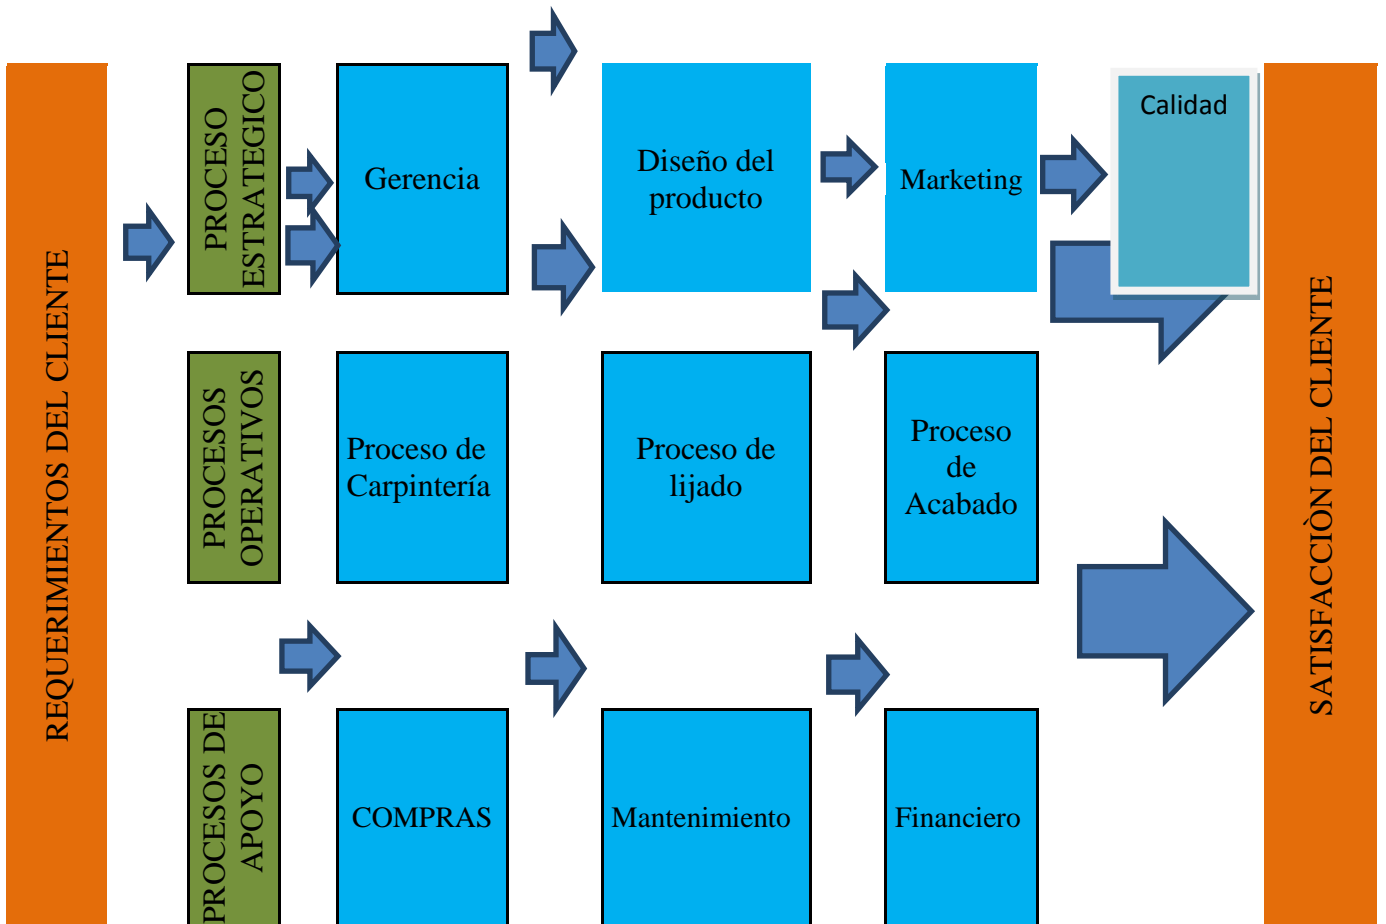 REQUERIMIENTOS DEL CLIENTE
PROCESO
ESTRATEGICO
Gerencia
Diseño del
producto
Marketing
Calidad
PROCESOS
OPERATIVOS
Proceso de
Carpintería
Proceso de
lijado
Proceso
de
Acabado
PROCESOS DE
APOYO
COMPRAS
Mantenimiento
Financiero
SATISFACCIÒN DEL CLIENTE